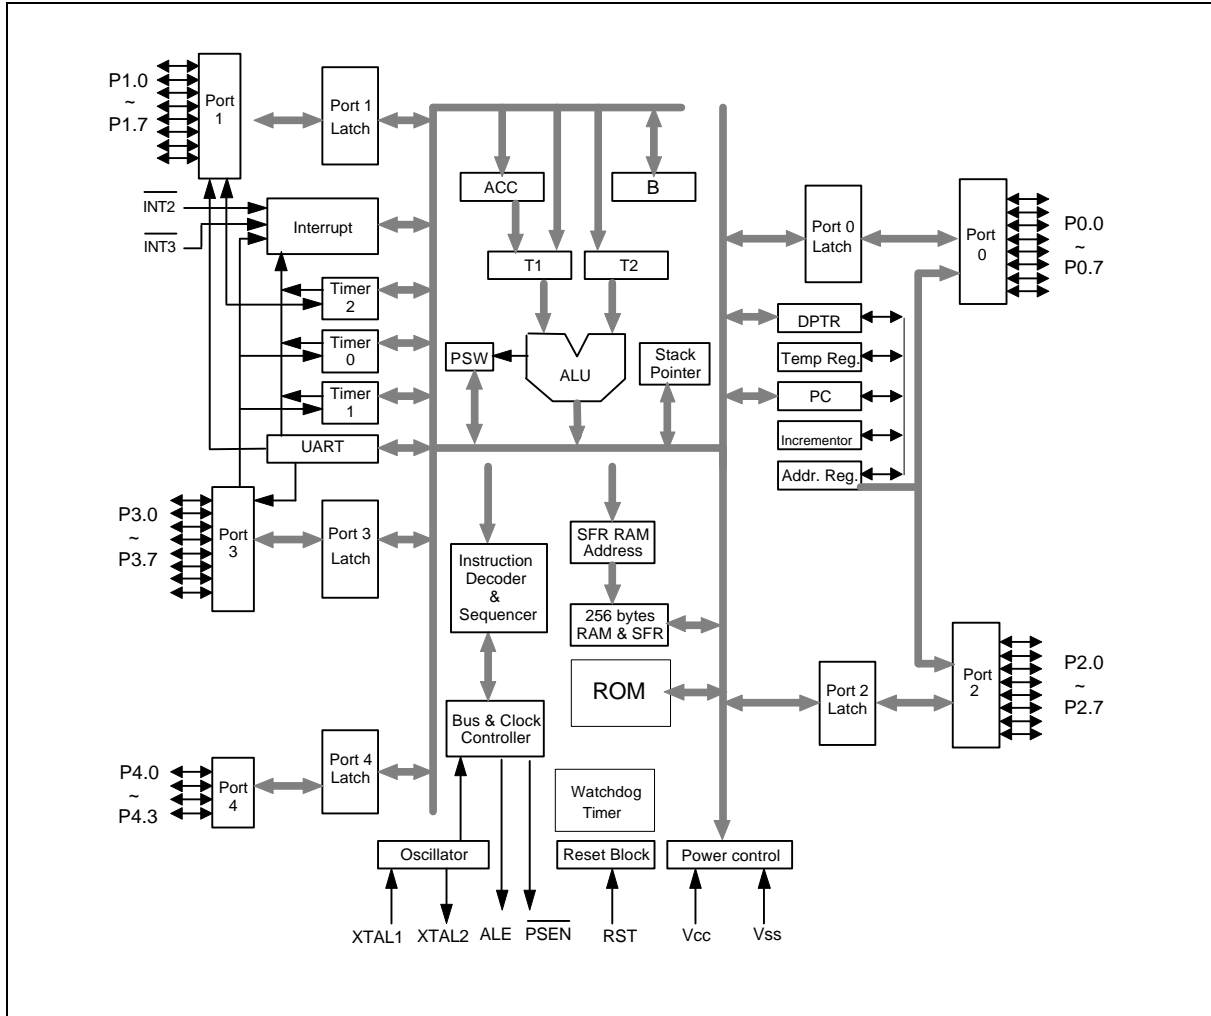 P1.0
~
P1.7
Port
1
Port 1
Latch
INT2
INT3
Interrupt
Timer
2
Timer
0
Timer
1
UART
P3.0
~
P3.7
Port
3
Port 3
Latch
P4.0
~
P4.3
Port
4
Port 4
Latch
ACC
B
T1
T2
PSW
ALU
Stack
Pointer
Instruction
Decoder
&
Sequencer
SFR RAM
Address
256 bytes
RAM & SFR
ROM
Bus & Clock
Controller
Watchdog
Timer
Oscillator
Reset Block
Power control
XTAL1
XTAL2
ALE
PSEN
RST
Vcc
Vss
Port 0
Latch
Port
0
P0.0
~
P0.7
DPTR
Temp Reg.
PC
Incrementor
Addr. Reg.
Port 2
Latch
Port
2
P2.0
~
P2.7